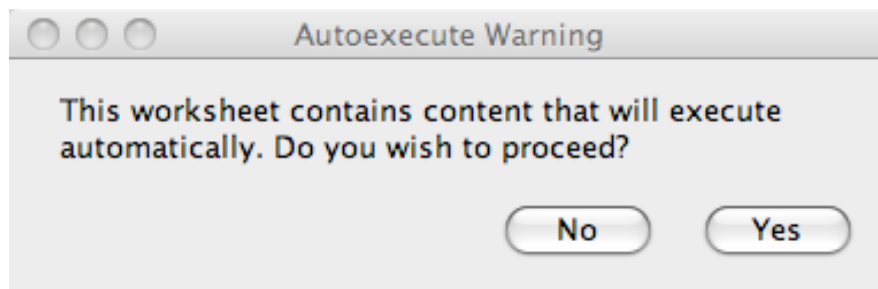 Autoexecute Warning
This worksheet contains content that will execute
automatically. Do you wish to proceed?
No Yes